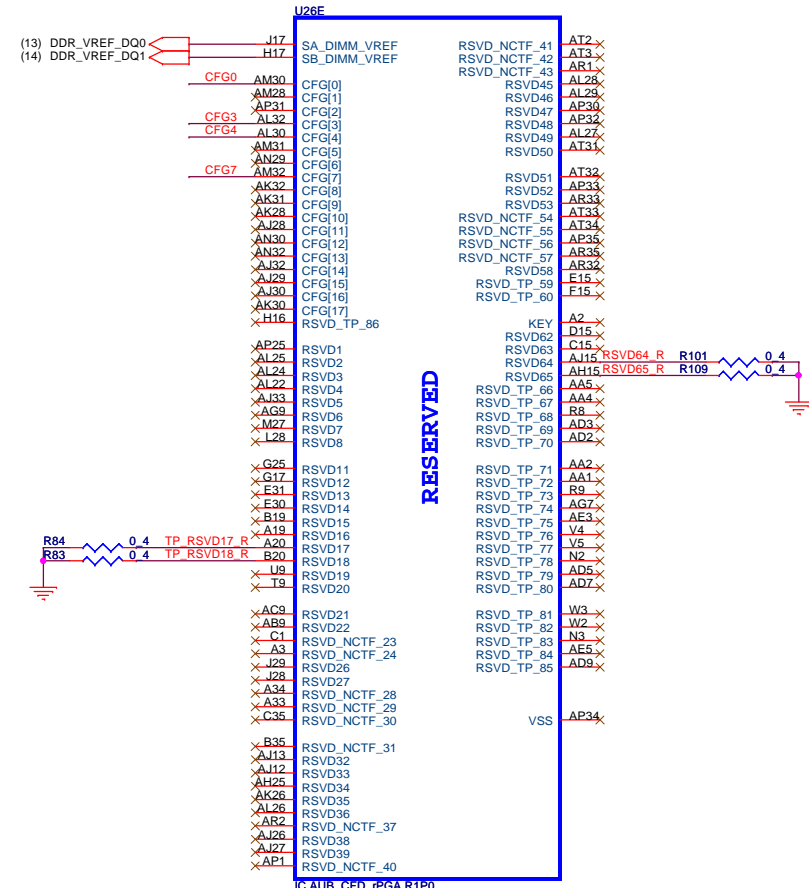 U26E
(13) DDR_VREF_DQ0 J17 SA_DIMM_VREF RSVD_NCTF_41 AT2
(14) DDR_VREF_DQ1 H17 SB_DIMM_VREF RSVD_NCTF_42 AT3
RSVD_NCTF_43 AR1
CFG0 AM30 CFG[0] RSVD45 AL28
AM28 CFG[1] RSVD46 AL29
AP31 CFG[2] RSVD47 AP30
CFG3 AL32 CFG[3] RSVD48 AP32
CFG4 AL30 CFG[4] RSVD49 AL27
AM31 CFG[5] RSVD50 AT31
AN29 CFG[6]
CFG7 AM32 CFG[7] RSVD51 AT32
AK32 CFG[8] RSVD52 AP33
AK31 CFG[9] RSVD53 AR33
AK28 CFG[10] RSVD_NCTF_54 AT33
AJ28 CFG[11] RSVD_NCTF_55 AT34
AN30 CFG[12] RSVD_NCTF_56 AP35
AN32 CFG[13] RSVD_NCTF_57 AR35
AJ32 CFG[14] RSVD58 AR32
AJ29 CFG[15] RSVD_TP_59 E15
AJ30 CFG[16] RSVD_TP_60 F15
AK30 CFG[17]
H16 RSVD_TP_86 KEY A2
RSVD62 D15
AP25 RSVD1 RSVD63 C15
AL25 RSVD2 RSVD64 AJ15 RSVD64_R R101 0_4
AL24 RSVD3 RSVD65 AH15 RSVD65_R R109 0_4
AL22 RSVD4 RSVD_TP_66 AA5
AJ33 RSVD5 RSVD_TP_67 AA4
AG9 RSVD6 RSVD_TP_68 R8
M27 RSVD7 RSVD_TP_69 AD3
L28 RSVD8 RSVD_TP_70 AD2
RESERVED
G25 RSVD11 RSVD_TP_71 AA2
G17 RSVD12 RSVD_TP_72 AA1
E31 RSVD13 RSVD_TP_73 R9
E30 RSVD14 RSVD_TP_74 AG7
B19 RSVD15 RSVD_TP_75 AE3
A19 RSVD16 RSVD_TP_76 V4
R84 0_4 TP_RSVD17_R A20 RSVD17 RSVD_TP_77 V5
R83 0_4 TP_RSVD18_R B20 RSVD18 RSVD_TP_78 N2
U9 RSVD19 RSVD_TP_79 AD5
T9 RSVD20 RSVD_TP_80 AD7
AC9 RSVD21 RSVD_TP_81 W3
AB9 RSVD22 RSVD_TP_82 W2
C1 RSVD_NCTF_23 RSVD_TP_83 N3
A3 RSVD_NCTF_24 RSVD_TP_84 AE5
J29 RSVD26 RSVD_TP_85 AD9
J28 RSVD27
A34 RSVD_NCTF_28
A33 RSVD_NCTF_29
C35 RSVD_NCTF_30 VSS AP34
B35 RSVD_NCTF_31
AJ13 RSVD32
AJ12 RSVD33
AH25 RSVD34
AK26 RSVD35
AL26 RSVD36
AR2 RSVD_NCTF_37
AJ26 RSVD38
AJ27 RSVD39
AP1 RSVD_NCTF_40
IC,AUB_CFD_rPGA,R1P0